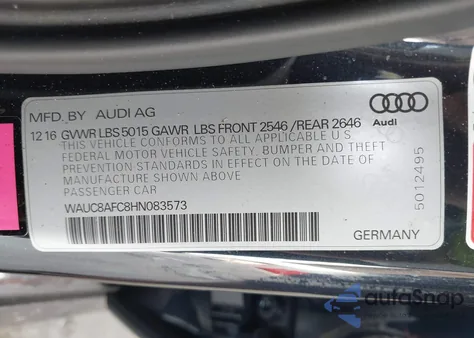 MFD. BY AUDI AG
12 16 GVWR LBS 5015 GAWR LBS FRONT 2546 /REAR 2646
THIS VEHICLE CONFORMS TO ALL APPLICABLE U.S.
FEDERAL MOTOR VEHICLE SAFETY, BUMPER AND THEFT
PREVENTION STANDARDS IN EFFECT ON THE DATE OF
MANUFACTURE SHOWN ABOVE
PASSENGER CAR
WAUC8AFC8HN083573
GERMANY
Audi
5012495
autoSnap